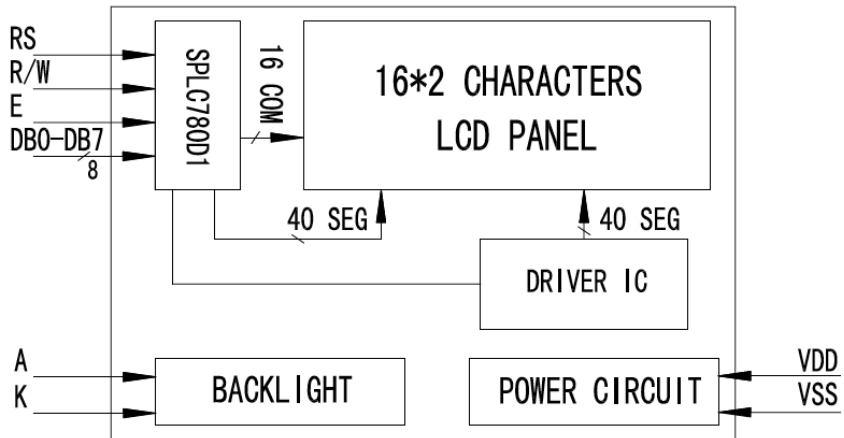 RS
R/W
E
DB0-DB7
8
SPLC780D1
16 COM
16*2 CHARACTERS
LCD PANEL
40 SEG
40 SEG
DRIVER IC
A
K
BACKLIGHT
POWER CIRCUIT
VDD
VSS